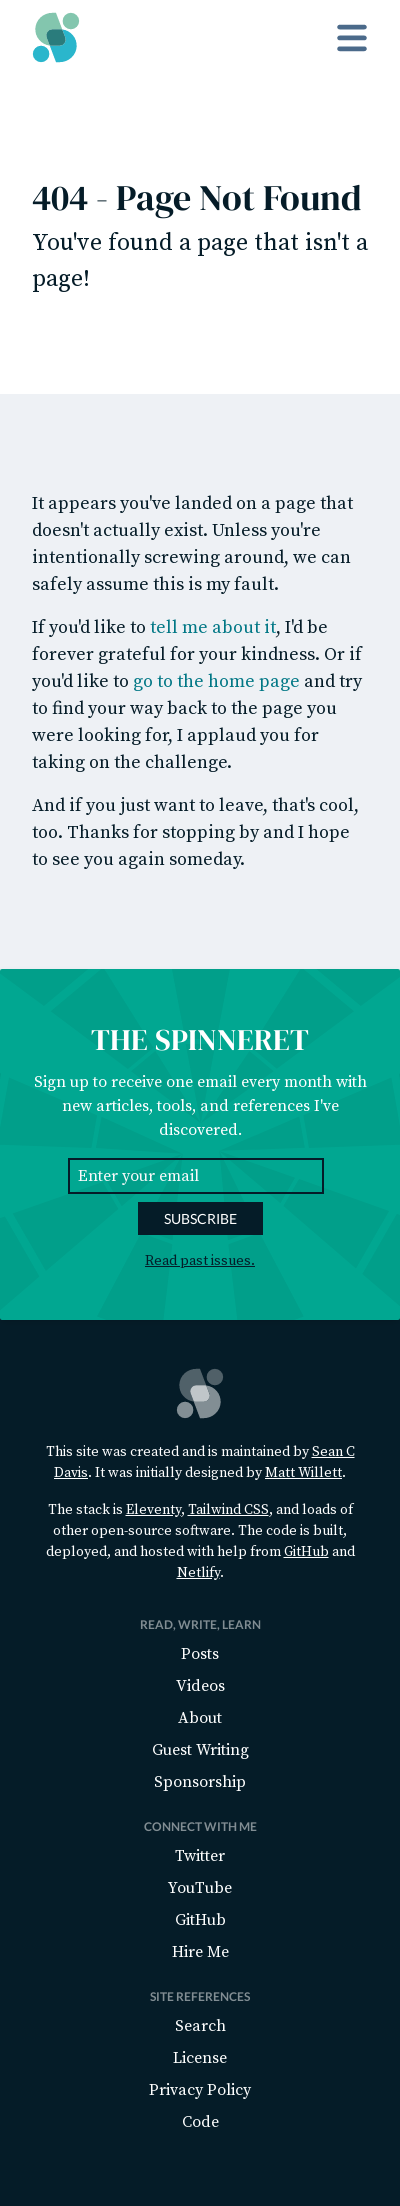 404 - Page Not Found
You've found a page that isn't a
page!
It appears you've landed on a page that
doesn't actually exist. Unless you're
intentionally screwing around, we can
safely assume this is my fault.
If you'd like to tell me about it, I'd be
forever grateful for your kindness. Or if
you'd like to go to the home page and try
to find your way back to the page you
were looking for, I applaud you for
taking on the challenge.
And if you just want to leave, that's cool,
too. Thanks for stopping by and I hope
to see you again someday.
THE SPINNERET
Sign up to receive one email every month with
new articles, tools, and references I've
discovered.
Enter your email
SUBSCRIBE
Read past issues.
This site was created and is maintained by Sean C
Davis. It was initially designed by Matt Willett.
The stack is Eleventy, Tailwind CSS, and loads of
other open-source software. The code is built,
deployed, and hosted with help from GitHub and
Netlify.
READ, WRITE, LEARN
Posts
Videos
About
Guest Writing
Sponsorship
CONNECT WITH ME
Twitter
YouTube
GitHub
Hire Me
SITE REFERENCES
Search
License
Privacy Policy
Code